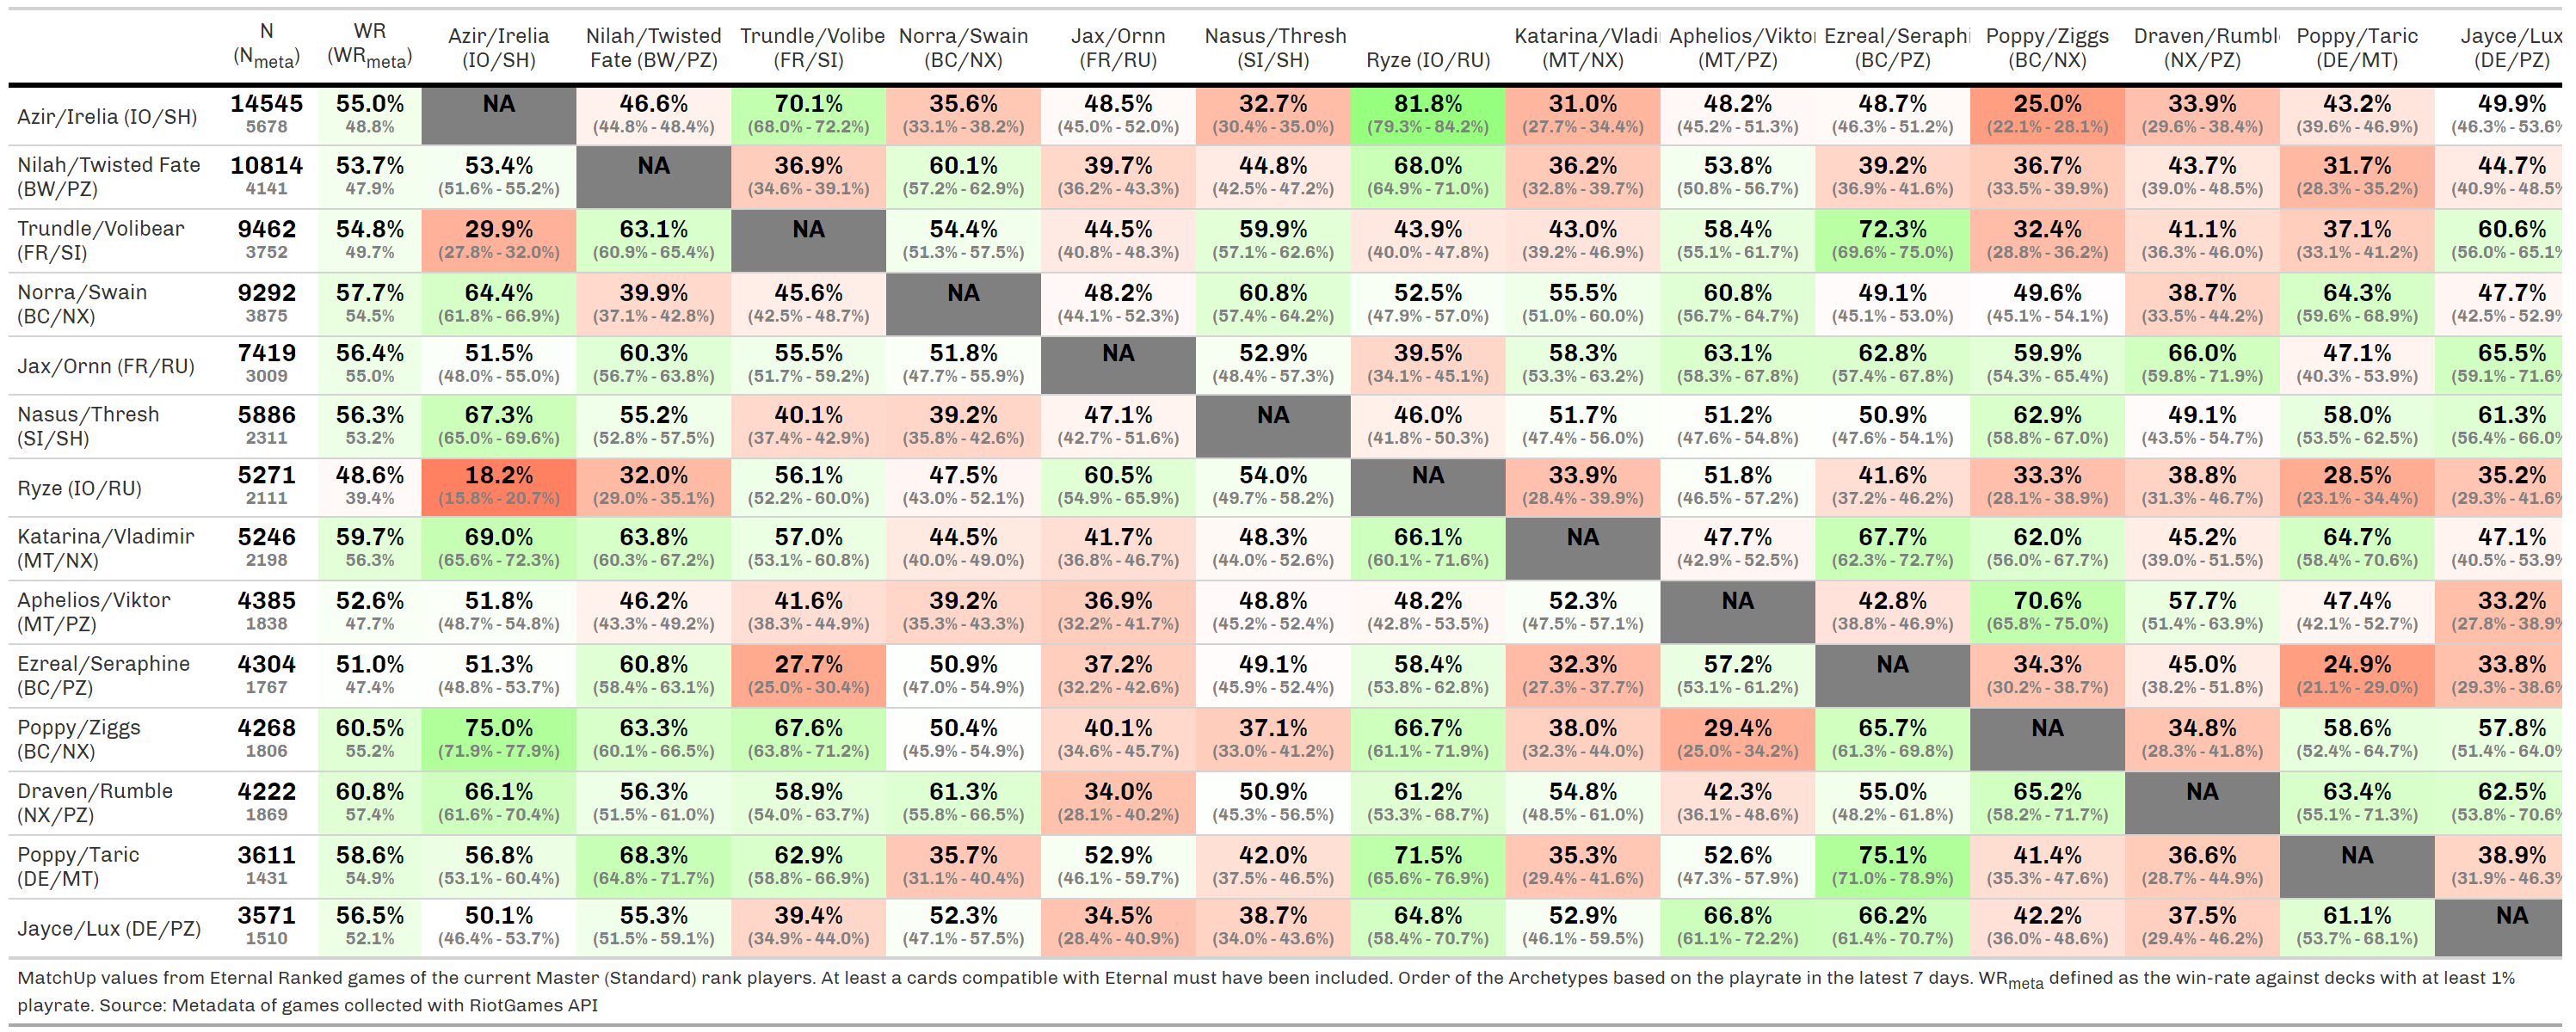 N WR Azir/Irelia Nilah/Twisted Trundle/Volibe Norra/Swain Jax/Ornn Nasus/Thresh Katarina/Vladi Aphelios/Vikto Ezreal/Seraphi Poppy/Ziggs Draven/Rumbl Poppy/Taric Jayce/Lux
(Nmeta) (WRmeta) (IO/SH) Fate (BW/PZ) (FR/SI) (BC/NX) (FR/RU) (SI/SH) Ryze (IO/RU) (MT/NX) (MT/PZ) (BC/PZ) (BC/NX) (NX/PZ) (DE/MT) (DE/PZ)
Azir/Irelia (IO/SH) 14545 55.0% NA 46.6% 70.1% 35.6% 48.5% 32.7% 81.8% 31.0% 48.2% 48.7% 25.0% 33.9% 43.2% 49.9%
5678 48.8% (44.8% - 48.4%) (68.0% - 72.2%) (33.1% - 38.2%) (45.0% - 52.0%) (30.4% - 35.0%) (79.3% - 84.2%) (27.7% - 34.4%) (45.2% - 51.3%) (46.3% - 51.2%) (22.1% - 28.1%) (29.6% - 38.4%) (39.6% - 46.9%) (46.3% - 53.6%
Nilah/Twisted Fate 10814 53.7% 53.4% NA 36.9% 60.1% 39.7% 44.8% 68.0% 36.2% 53.8% 39.2% 36.7% 43.7% 31.7% 44.7%
(BW/PZ) 4141 47.9% (51.6% - 55.2%) (34.6% - 39.1%) (57.2% - 62.9%) (36.2% - 43.3%) (42.5% - 47.2%) (64.9% - 71.0%) (32.8% - 39.7%) (50.8% - 56.7%) (36.9% - 41.6%) (33.5% - 39.9%) (39.0% - 48.5%) (28.3% - 35.2%) (40.9% - 48.5%
Trundle/Volibear 9462 54.8% 29.9% 63.1% NA 54.4% 44.5% 59.9% 43.9% 43.0% 58.4% 72.3% 32.4% 41.1% 37.1% 60.6%
(FR/SI) 3752 49.7% (27.8% - 32.0%) (60.9% - 65.4%) (51.3% - 57.5%) (40.8% - 48.3%) (57.1% - 62.6%) (40.0% - 47.8%) (39.2% - 46.9%) (55.1% - 61.7%) (69.6% - 75.0%) (28.8% - 36.2%) (36.3% - 46.0%) (33.1% - 41.2%) (56.0% - 65.1%
Norra/Swain 9292 57.7% 64.4% 39.9% 45.6% NA 48.2% 60.8% 52.5% 55.5% 60.8% 49.1% 49.6% 38.7% 64.3% 47.7%
(BC/NX) 3875 54.5% (61.8% - 66.9%) (37.1% - 42.8%) (42.5% - 48.7%) (44.1% - 52.3%) (57.4% - 64.2%) (47.9% - 57.0%) (51.0% - 60.0%) (56.7% - 64.7%) (45.1% - 53.0%) (45.1% - 54.1%) (33.5% - 44.2%) (59.6% - 68.9%) (42.5% - 52.9%
Jax/Ornn (FR/RU) 7419 56.4% 51.5% 60.3% 55.5% 51.8% NA 52.9% 39.5% 58.3% 63.1% 62.8% 59.9% 66.0% 47.1% 65.5%
3009 55.0% (48.0% - 55.0%) (56.7% - 63.8%) (51.7% - 59.2%) (47.7% - 55.9%) (48.4% - 57.3%) (34.1% - 45.1%) (53.3% - 63.2%) (58.3% - 67.8%) (57.4% - 67.8%) (54.3% - 65.4%) (59.8% - 71.9%) (40.3% - 53.9%) (59.1% - 71.6%
Nasus/Thresh 5886 56.3% 67.3% 55.2% 40.1% 39.2% 47.1% NA 46.0% 51.7% 51.2% 50.9% 62.9% 49.1% 58.0% 61.3%
(SI/SH) 2311 53.2% (65.0% - 69.6%) (52.8% - 57.5%) (37.4% - 42.9%) (35.8% - 42.6%) (42.7% - 51.6%) (41.8% - 50.3%) (47.4% - 56.0%) (47.6% - 54.8%) (47.6% - 54.1%) (58.8% - 67.0%) (43.5% - 54.7%) (53.5% - 62.5%) (56.4% - 66.0%
Ryze (IO/RU) 5271 48.6% 18.2% 32.0% 56.1% 47.5% 60.5% 54.0% NA 33.9% 51.8% 41.6% 33.3% 38.8% 28.5% 35.2%
2111 39.4% (15.8% - 20.7%) (29.0% - 35.1%) (52.2% - 60.0%) (43.0% - 52.1%) (54.9% - 65.9%) (49.7% - 58.2%) (28.4% - 39.9%) (46.5% - 57.2%) (37.2% - 46.2%) (28.1% - 38.9%) (31.3% - 46.7%) (23.1% - 34.4%) (29.3% - 41.6%
Katarina/Vladimir 5246 59.7% 69.0% 63.8% 57.0% 44.5% 41.7% 48.3% 66.1% NA 47.7% 67.7% 62.0% 45.2% 64.7% 47.1%
(MT/NX) 2198 56.3% (65.6% - 72.3%) (60.3% - 67.2%) (53.1% - 60.8%) (40.0% - 49.0%) (36.8% - 46.7%) (44.0% - 52.6%) (60.1% - 71.6%) (42.9% - 52.5%) (62.3% - 72.7%) (56.0% - 67.7%) (39.0% - 51.5%) (58.4% - 70.6%) (40.5% - 53.9%
Aphelios/Viktor 4385 52.6% 51.8% 46.2% 41.6% 39.2% 36.9% 48.8% 48.2% 52.3% NA 42.8% 70.6% 57.7% 47.4% 33.2%
(MT/PZ) 1838 47.7% (48.7% - 54.8%) (43.3% - 49.2%) (38.3% - 44.9%) (35.3% - 43.3%) (32.2% - 41.7%) (45.2% - 52.4%) (42.8% - 53.5%) (47.5% - 57.1%) (38.8% - 46.9%) (65.8% - 75.0%) (51.4% - 63.9%) (42.1% - 52.7%) (27.8% - 38.9%
Ezreal/Seraphine 4304 51.0% 51.3% 60.8% 27.7% 50.9% 37.2% 49.1% 58.4% 32.3% 57.2% NA 34.3% 45.0% 24.9% 33.8%
(BC/PZ) 1767 47.4% (48.8% - 53.7%) (58.4% - 63.1%) (25.0% - 30.4%) (47.0% - 54.9%) (32.2% - 42.6%) (45.9% - 52.4%) (53.8% - 62.8%) (27.3% - 37.7%) (53.1% - 61.2%) (30.2% - 38.7%) (38.2% - 51.8%) (21.1% - 29.0%) (29.3% - 38.6%
Poppy/Ziggs 4268 60.5% 75.0% 63.3% 67.6% 50.4% 40.1% 37.1% 66.7% 38.0% 29.4% 65.7% NA 34.8% 58.6% 57.8%
(BC/NX) 1806 55.2% (71.9% - 77.9%) (60.1% - 66.5%) (63.8% - 71.2%) (45.9% - 54.9%) (34.6% - 45.7%) (33.0% - 41.2%) (61.1% - 71.9%) (32.3% - 44.0%) (25.0% - 34.2%) (61.3% - 69.8%) (28.3% - 41.8%) (52.4% - 64.7%) (51.4% - 64.0%
Draven/Rumble 4222 60.8% 66.1% 56.3% 58.9% 61.3% 34.0% 50.9% 61.2% 54.8% 42.3% 55.0% 65.2% NA 63.4% 62.5%
(NX/PZ) 1869 57.4% (61.6% - 70.4%) (51.5% - 61.0%) (54.0% - 63.7%) (55.8% - 66.5%) (28.1% - 40.2%) (45.3% - 56.5%) (53.3% - 68.7%) (48.5% - 61.0%) (36.1% - 48.6%) (48.2% - 61.8%) (58.2% - 71.7%) (55.1% - 71.3%) (53.8% - 70.6%
Poppy/Taric 3611 58.6% 56.8% 68.3% 62.9% 35.7% 52.9% 42.0% 71.5% 35.3% 52.6% 75.1% 41.4% 36.6% NA 38.9%
(DE/MT) 1431 54.9% (53.1% - 60.4%) (64.8% - 71.7%) (58.8% - 66.9%) (31.1% - 40.4%) (46.1% - 59.7%) (37.5% - 46.5%) (65.6% - 76.9%) (29.4% - 41.6%) (47.3% - 57.9%) (71.0% - 78.9%) (35.3% - 47.6%) (28.7% - 44.9%) (31.9% - 46.3%
Jayce/Lux (DE/PZ) 3571 56.5% 50.1% 55.3% 39.4% 52.3% 34.5% 38.7% 64.8% 52.9% 66.8% 66.2% 42.2% 37.5% 61.1% NA
1510 52.1% (46.4% - 53.7%) (51.5% - 59.1%) (34.9% - 44.0%) (47.1% - 57.5%) (28.4% - 40.9%) (34.0% - 43.6%) (58.4% - 70.7%) (46.1% - 59.5%) (61.1% - 72.2%) (61.4% - 70.7%) (36.0% - 48.6%) (29.4% - 46.2%) (53.7% - 68.1%)
MatchUp values from Eternal Ranked games of the current Master (Standard) rank players. At least a cards compatible with Eternal must have been included. Order of the Archetypes based on the playrate in the latest 7 days. WRmeta defined as the win-rate against decks with at least 1%
playrate. Source: Metadata of games collected with RiotGames API